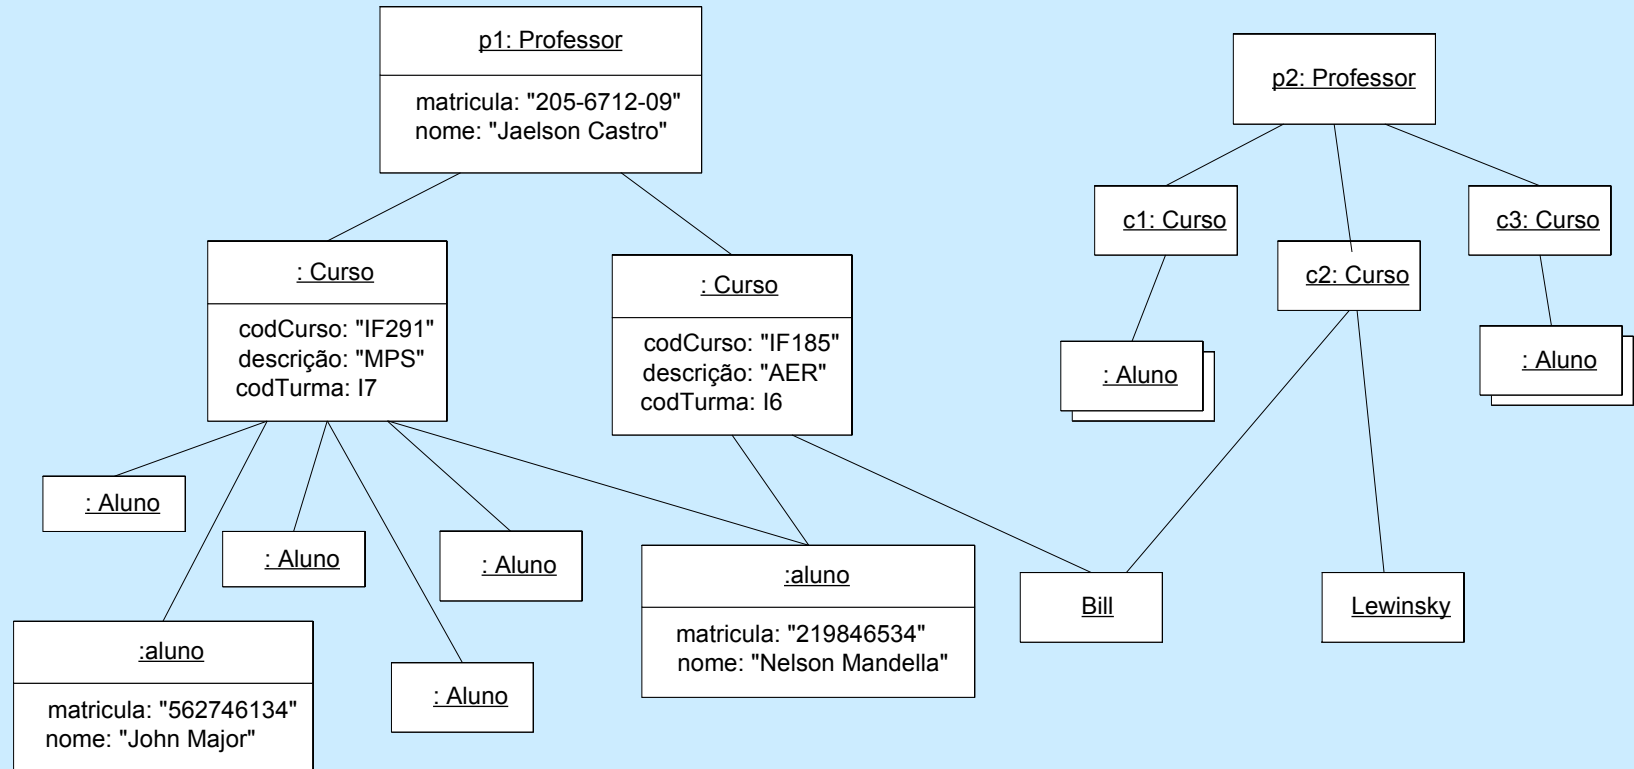 p1: Professor
matricula: "205-6712-09"
nome: "Jaelson Castro"
p2: Professor
c1: Curso
c3: Curso
c2: Curso
: Curso
codCurso: "IF291"
descrição: "MPS"
codTurma: I7
: Curso
codCurso: "IF185"
descrição: "AER"
codTurma: I6
: Aluno
: Aluno
: Aluno
: Aluno
: Aluno
:aluno
matricula: "219846534"
nome: "Nelson Mandella"
Bill
Lewinsky
:aluno
matricula: "562746134"
nome: "John Major"
: Aluno